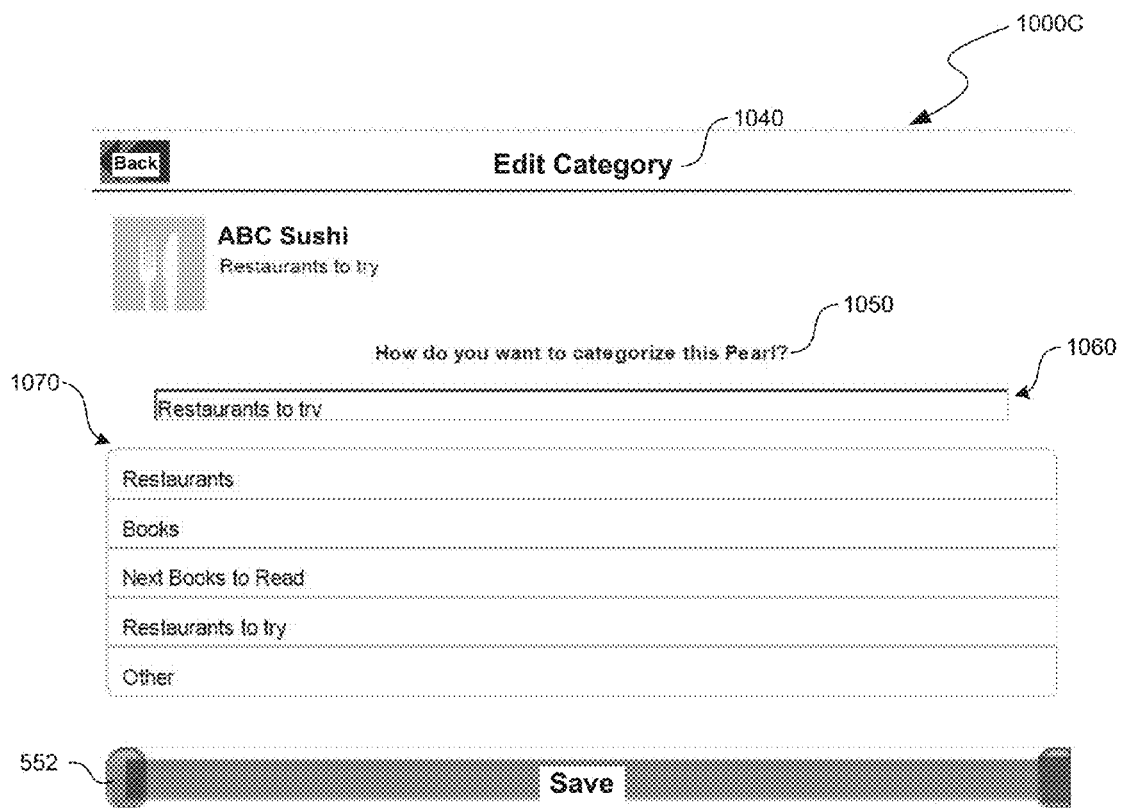 1000C
1040
Back
Edit Category
ABC Sushi
Restaurants to try
1050
How do you want to categorize this Pearl?
1060
1070
Restaurants to try
Restaurants
Books
Next Books to Read
Restaurants to try
Other
552
Save